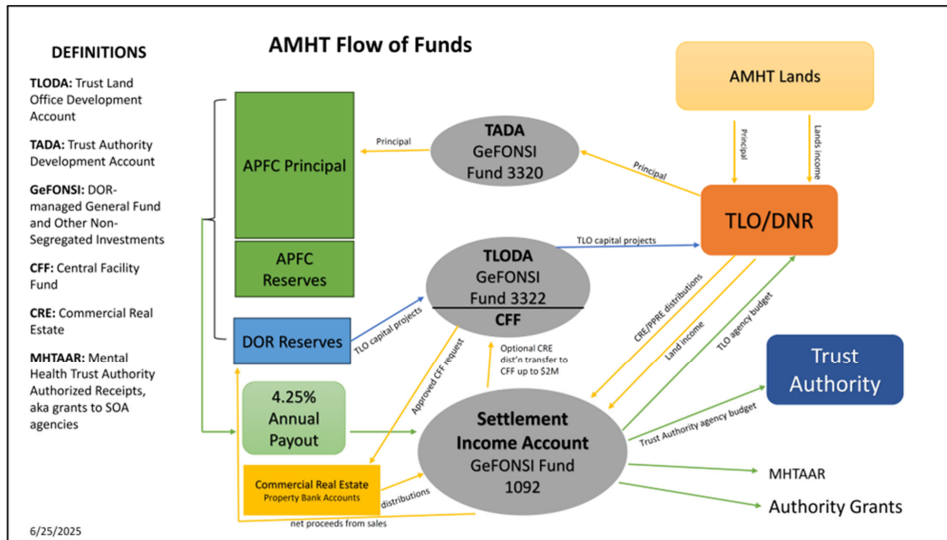 AMHT Flow of Funds
DEFINITIONS
TLODA: Trust Land
Office Development
Account
TADA: Trust Authority
Development Account
GeFONSI: DOR-
managed General Fund
and Other Non-
Segregated Investments
CFF: Central Facility
Fund
CRE: Commercial Real
Estate
MHTAAR: Mental
Health Trust Authority
Authorized Receipts,
aka grants to SOA
agencies
6/25/2025
APFC Principal
APFC
Reserves
DOR Reserves
4.25%
Annual
Payout
Commercial Real Estate
Property Bank Accounts
Principal
TADA
GeFONSI
Fund 3320
Principal
AMHT Lands
Principal
Lands income
TLO/DNR
TLODA
GeFONSI
Fund 3322
CFF
TLO capital projects
TLO capital projects
Approved CFF request
Optional CRE
dist'n transfer to
CFF up to $2M
CRE/PPRE distributions
Land income
TLO agency budget
Trust
Authority
Settlement
Income Account
GeFONSI Fund
1092
Trust Authority agency budget
MHTAAR
Authority Grants
distributions
net proceeds from sales